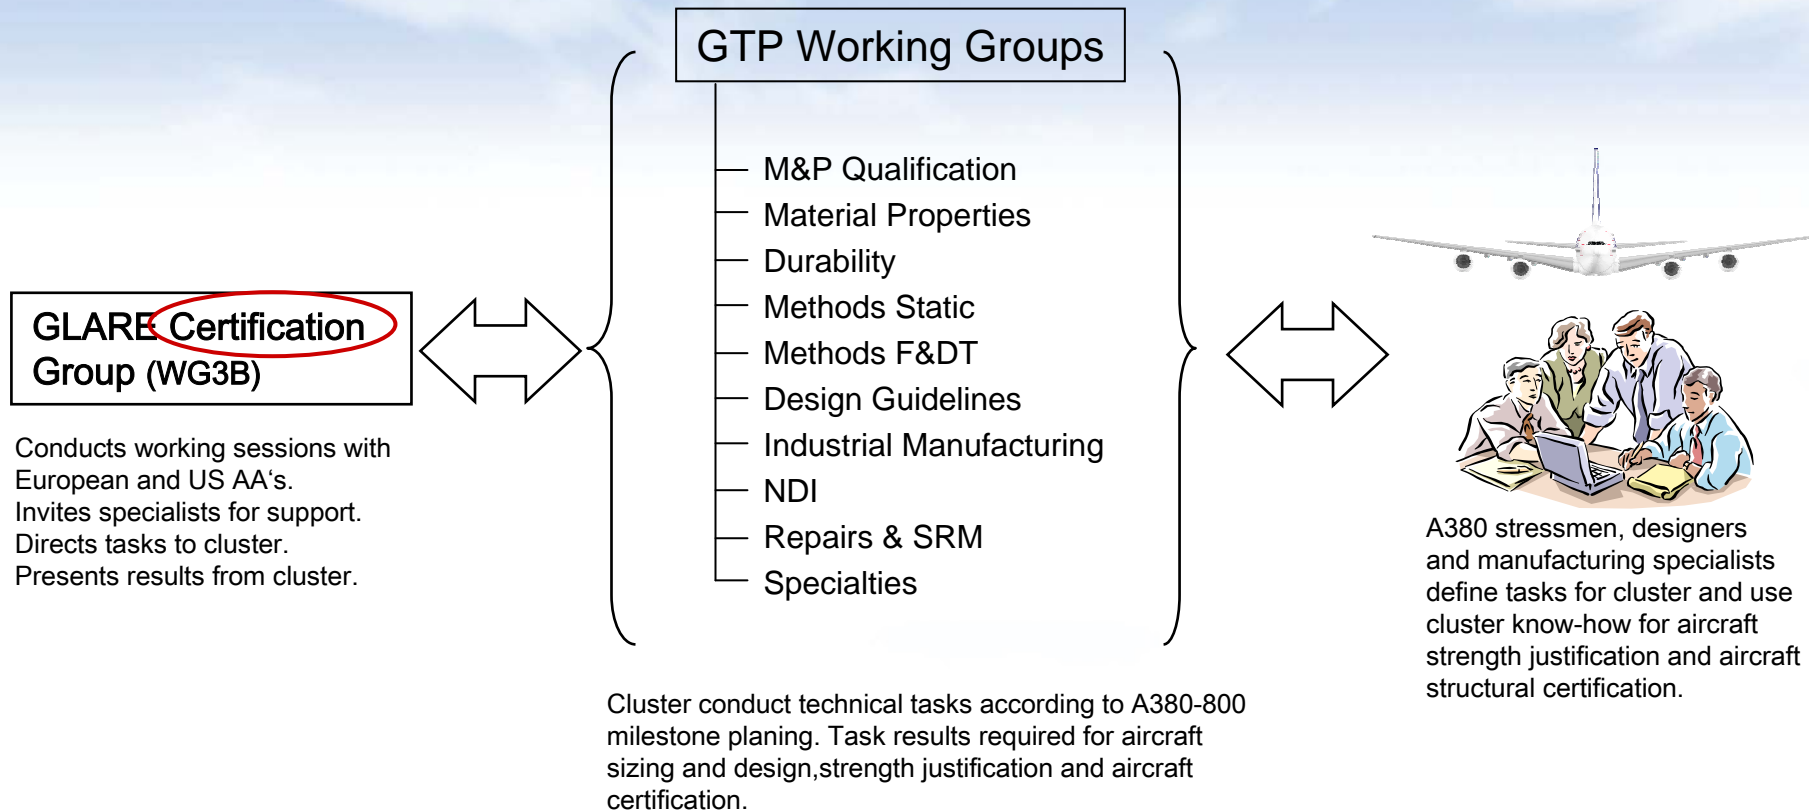 GTP Working Groups
M&P Qualification
Material Properties
Durability
Methods Static
Methods F&DT
Design Guidelines
Industrial Manufacturing
NDI
Repairs & SRM
Specialties
GLARE Certification
Group (WG3B)
Conducts working sessions with
European and US AA‘s.
Invites specialists for support.
Directs tasks to cluster.
Presents results from cluster.
Cluster conduct technical tasks according to A380-800
milestone planing. Task results required for aircraft
sizing and design,strength justification and aircraft
certification.
A380 stressmen, designers
and manufacturing specialists
define tasks for cluster and use
cluster know-how for aircraft
strength justification and aircraft
structural certification.